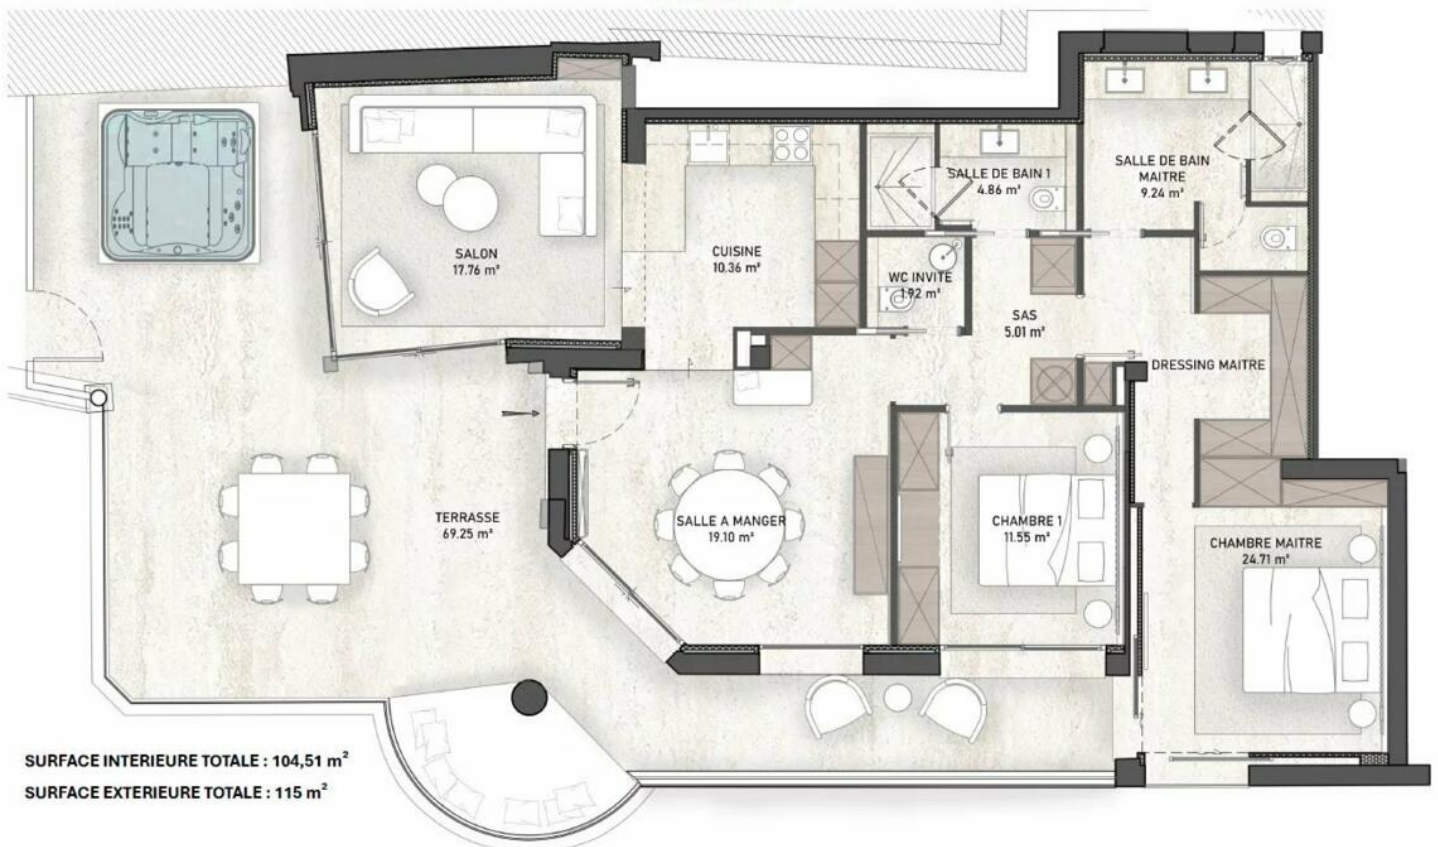 SALON
17.76 m²
CUISINE
10.36 m²
SALLE DE BAIN 1
4.86 m²
SALLE DE BAIN
MAITRE
9.24 m²
WC INVITE
1.92 m²
SAS
5.01 m²
DRESSING MAITRE
TERRASSE
69.25 m²
SALLE A MANGER
19.10 m²
CHAMBRE 1
11.55 m²
CHAMBRE MAITRE
24.71 m²
SURFACE INTERIEURE TOTALE : 104,51 m²
SURFACE EXTERIEURE TOTALE : 115 m²